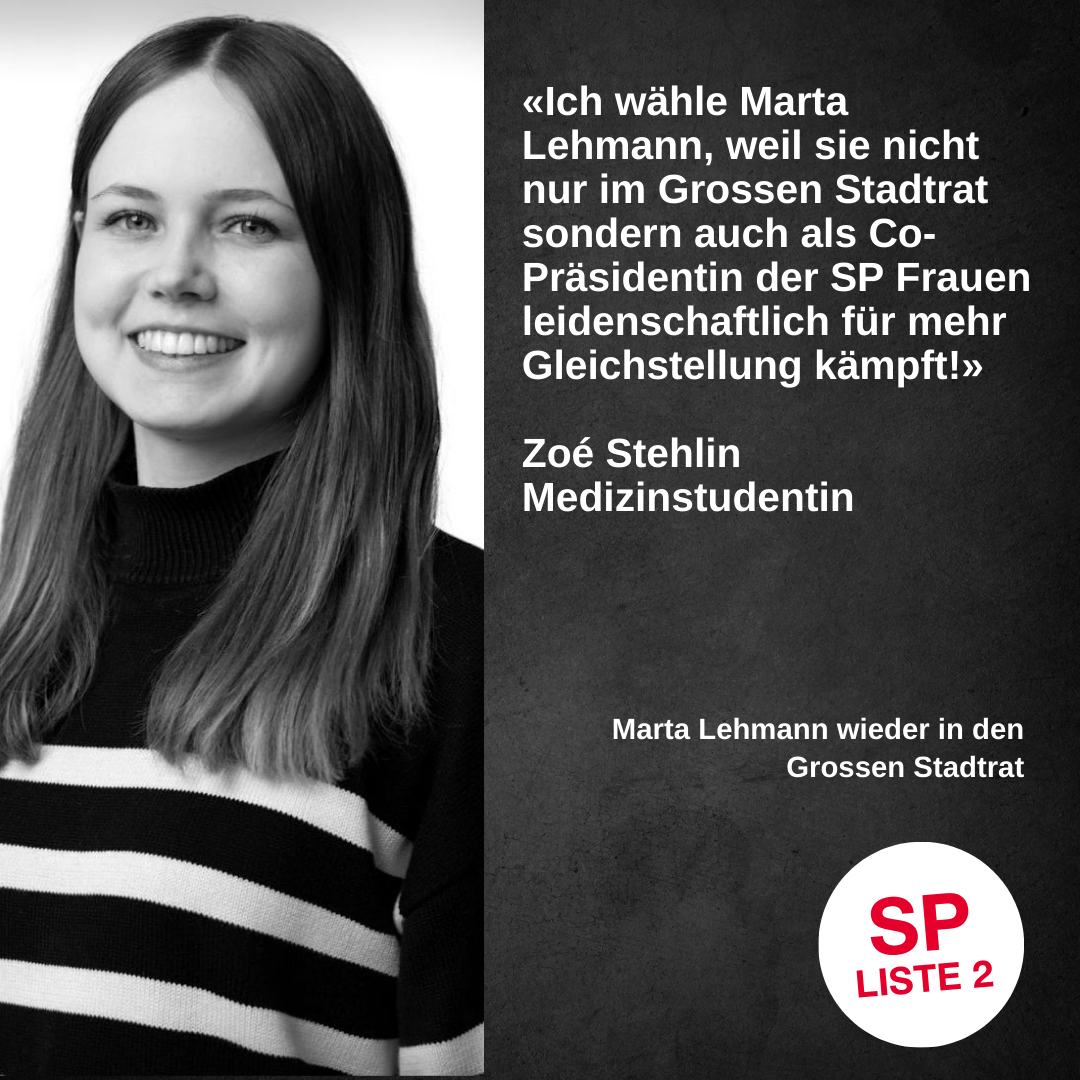 «Ich wähle Marta
Lehmann, weil sie nicht
nur im Grossen Stadtrat
sondern auch als Co-
Präsidentin der SP Frauen
leidenschaftlich für mehr
Gleichstellung kämpft!»
Zoé Stehlin
Medizinstudentin
Marta Lehmann wieder in den
Grossen Stadtrat
SP
LISTE 2